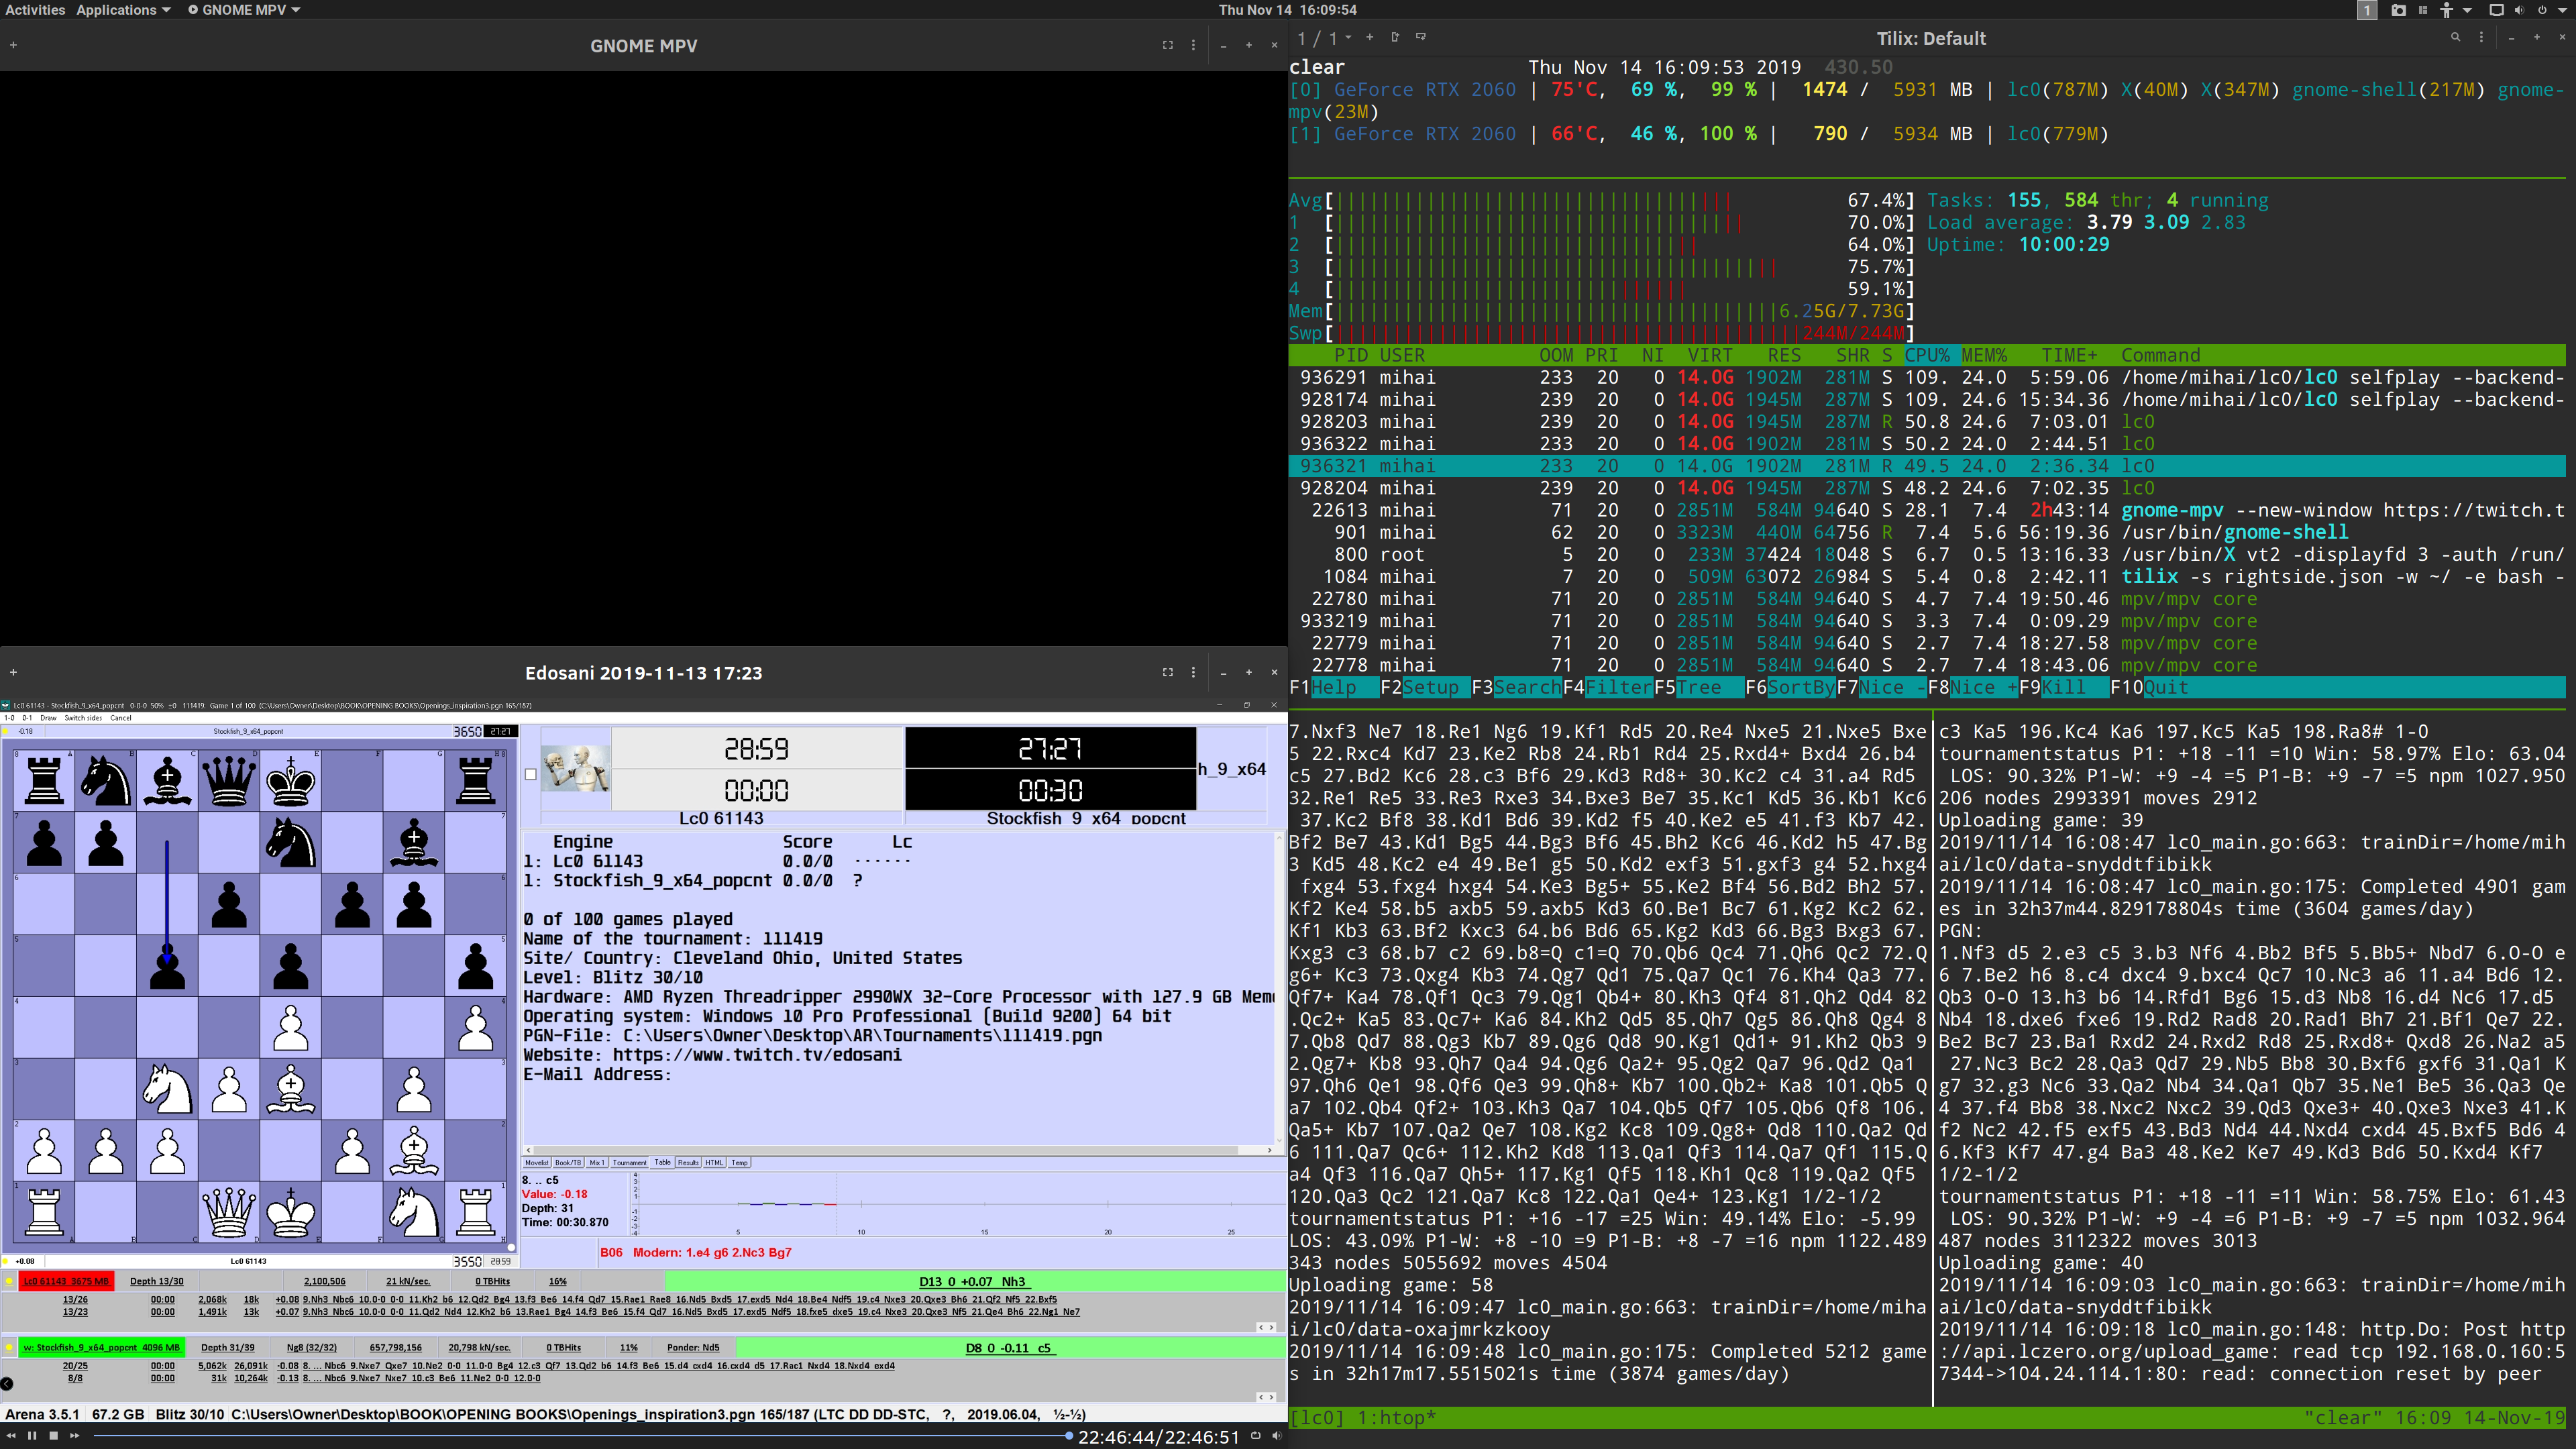 Activities Applications GNOME MPV Thu Nov 14 16:09:54 1
GNOME MPV
1 / 1 Tilix: Default
clear Thu Nov 14 16:09:53 2019 430.50
[0] GeForce RTX 2060 | 75'C, 69 %, 99 % | 1474 / 5931 MB | lc0(787M) X(40M) X(347M) gnome-shell(217M) gnome-
mpv(23M)
[1] GeForce RTX 2060 | 66'C, 46 %, 100 % | 790 / 5934 MB | lc0(779M)
Avg[ 67.4%] Tasks: 155, 584 thr; 4 running
1 [ 70.0%] Load average: 3.79 3.09 2.83
2 [ 64.0%] Uptime: 10:00:29
3 [ 75.7%]
4 [ 59.1%]
Mem[ 6.25G/7.73G]
Swp[ 244M/244M]
PID USER OOM PRI NI VIRT RES SHR S CPU% MEM% TIME+ Command
936291 mihai 233 20 0 14.0G 1902M 281M S 109. 24.0 5:59.06 /home/mihai/lc0/lc0 selfplay --backend-
928174 mihai 239 20 0 14.0G 1945M 287M S 109. 24.6 15:34.36 /home/mihai/lc0/lc0 selfplay --backend-
928203 mihai 239 20 0 14.0G 1945M 287M R 50.8 24.6 7:03.01 lc0
936322 mihai 233 20 0 14.0G 1902M 281M S 50.2 24.0 2:44.51 lc0
936321 mihai 233 20 0 14.0G 1902M 281M R 49.5 24.0 2:36.34 lc0
928204 mihai 239 20 0 14.0G 1945M 287M S 48.2 24.6 7:02.35 lc0
22613 mihai 71 20 0 2851M 584M 94640 S 28.1 7.4 2h43:14 gnome-mpv --new-window https://twitch.t
901 mihai 62 20 0 3323M 440M 64756 R 7.4 5.6 56:19.36 /usr/bin/gnome-shell
800 root 5 20 0 233M 37424 18048 S 6.7 0.5 13:16.33 /usr/bin/X vt2 -displayfd 3 -auth /run/
1084 mihai 7 20 0 509M 63072 26984 S 5.4 0.8 2:42.11 tilix -s rightside.json -w ~/ -e bash -
22780 mihai 71 20 0 2851M 584M 94640 S 4.7 7.4 19:50.46 mpv/mpv core
933219 mihai 71 20 0 2851M 584M 94640 S 3.3 7.4 0:09.29 mpv/mpv core
22779 mihai 71 20 0 2851M 584M 94640 S 2.7 7.4 18:27.58 mpv/mpv core
22778 mihai 71 20 0 2851M 584M 94640 S 2.7 7.4 18:43.06 mpv/mpv core
F1Help F2Setup F3SearchF4FilterF5Tree F6SortByF7Nice -F8Nice +F9Kill F10Quit
7.Nxf3 Ne7 18.Re1 Ng6 19.Kf1 Rd5 20.Re4 Nxe5 21.Nxe5 Bxe
5 22.Rxc4 Kd7 23.Ke2 Rb8 24.Rb1 Rd4 25.Rxd4+ Bxd4 26.b4
c5 27.Bd2 Kc6 28.c3 Bf6 29.Kd3 Rd8+ 30.Kc2 c4 31.a4 Rd5
32.Re1 Re5 33.Re3 Rxe3 34.Bxe3 Be7 35.Kc1 Kd5 36.Kb1 Kc6
37.Kc2 Bf8 38.Kd1 Bd6 39.Kd2 f5 40.Ke2 e5 41.f3 Kb7 42.
Bf2 Be7 43.Kd1 Bg5 44.Bg3 Bf6 45.Bh2 Kc6 46.Kd2 h5 47.Bg
3 Kd5 48.Kc2 e4 49.Be1 g5 50.Kd2 exf3 51.gxf3 g4 52.hxg4
fxg4 53.fxg4 hxg4 54.Ke3 Bg5+ 55.Ke2 Bf4 56.Bd2 Bh2 57.
Kf2 Ke4 58.b5 axb5 59.axb5 Kd3 60.Be1 Bc7 61.Kg2 Kc2 62.
Kf1 Kb3 63.Bf2 Kxc3 64.b6 Bd6 65.Kg2 Kd3 66.Bg3 Bxg3 67.
Kxg3 c3 68.b7 c2 69.b8=Q c1=Q 70.Qb6 Qc4 71.Qh6 Qc2 72.Q
g6+ Kc3 73.Qxg4 Kb3 74.Qg7 Qd1 75.Qa7 Qc1 76.Kh4 Qa3 77.
Qf7+ Ka4 78.Qf1 Qc3 79.Qg1 Qb4+ 80.Kh3 Qf4 81.Qh2 Qd4 82
.Qc2+ Ka5 83.Qc7+ Ka6 84.Kh2 Qd5 85.Qh7 Qg5 86.Qh8 Qg4 8
7.Qb8 Qd7 88.Qg3 Kb7 89.Qg6 Qd8 90.Kg1 Qd1+ 91.Kh2 Qb3 9
2.Qg7+ Kb8 93.Qh7 Qa4 94.Qg6 Qa2+ 95.Qg2 Qa7 96.Qd2 Qa1
97.Qh6 Qe1 98.Qf6 Qe3 99.Qh8+ Kb7 100.Qb2+ Ka8 101.Qb5 Q
a7 102.Qb4 Qf2+ 103.Kh3 Qa7 104.Qb5 Qf7 105.Qb6 Qf8 106.
Qa5+ Kb7 107.Qa2 Qe7 108.Kg2 Kc8 109.Qg8+ Qd8 110.Qa2 Qd
6 111.Qa7 Qc6+ 112.Kh2 Kd8 113.Qa1 Qf3 114.Qa7 Qf1 115.Q
a4 Qf3 116.Qa7 Qh5+ 117.Kg1 Qf5 118.Kh1 Qc8 119.Qa2 Qf5
120.Qa3 Qc2 121.Qa7 Kc8 122.Qa1 Qe4+ 123.Kg1 1/2-1/2
tournamentstatus P1: +16 -17 =25 Win: 49.14% Elo: -5.99
LOS: 43.09% P1-W: +8 -10 =9 P1-B: +8 -7 =16 npm 1122.489
343 nodes 5055692 moves 4504
Uploading game: 58
2019/11/14 16:09:47 lc0_main.go:663: trainDir=/home/miha
i/lc0/data-oxajmrkzkooy
2019/11/14 16:09:48 lc0_main.go:175: Completed 5212 game
s in 32h17m17.5515021s time (3874 games/day)
c3 Ka5 196.Kc4 Ka6 197.Kc5 Ka5 198.Ra8# 1-0
tournamentstatus P1: +18 -11 =10 Win: 58.97% Elo: 63.04
LOS: 90.32% P1-W: +9 -4 =5 P1-B: +9 -7 =5 npm 1027.950
206 nodes 2993391 moves 2912
Uploading game: 39
2019/11/14 16:08:47 lc0_main.go:663: trainDir=/home/mih
ai/lc0/data-snyddtfibikk
2019/11/14 16:08:47 lc0_main.go:175: Completed 4901 gam
es in 32h37m44.829178804s time (3604 games/day)
PGN:
1.Nf3 d5 2.e3 c5 3.b3 Nf6 4.Bb2 Bf5 5.Bb5+ Nbd7 6.O-O e
6 7.Be2 h6 8.c4 dxc4 9.bxc4 Qc7 10.Nc3 a6 11.a4 Bd6 12.
Qb3 O-O 13.h3 b6 14.Rfd1 Bg6 15.d3 Nb8 16.d4 Nc6 17.d5
Nb4 18.dxe6 fxe6 19.Rd2 Rad8 20.Rad1 Bh7 21.Bf1 Qe7 22.
Be2 Bc7 23.Ba1 Rxd2 24.Rxd2 Rd8 25.Rxd8+ Qxd8 26.Na2 a5
27.Nc3 Bc2 28.Qa3 Qd7 29.Nb5 Bb8 30.Bxf6 gxf6 31.Qa1 K
g7 32.g3 Nc6 33.Qa2 Nb4 34.Qa1 Qb7 35.Ne1 Be5 36.Qa3 Qe
4 37.f4 Bb8 38.Nxc2 Nxc2 39.Qd3 Qxe3+ 40.Qxe3 Nxe3 41.K
f2 Nc2 42.f5 exf5 43.Bd3 Nd4 44.Nxd4 cxd4 45.Bxf5 Bd6 4
6.Kf3 Kf7 47.g4 Ba3 48.Ke2 Ke7 49.Kd3 Bd6 50.Kxd4 Kf7
1/2-1/2
tournamentstatus P1: +18 -11 =11 Win: 58.75% Elo: 61.43
LOS: 90.32% P1-W: +9 -4 =6 P1-B: +9 -7 =5 npm 1032.964
487 nodes 3112322 moves 3013
Uploading game: 40
2019/11/14 16:09:03 lc0_main.go:663: trainDir=/home/mih
ai/lc0/data-snyddtfibikk
2019/11/14 16:09:18 lc0_main.go:148: http.Do: Post http
://api.lczero.org/upload_game: read tcp 192.168.0.160:5
7344->104.24.114.1:80: read: connection reset by peer
[lc0] 1:htop* "clear" 16:09 14-Nov-19
Edosani 2019-11-13 17:23
Lc0 61143 - Stockfish_9_x64_popcnt 0-0-0 50% ±0 111419: Game 1 of 100 (C:\Users\Owner\Desktop\BOOK\OPENING BOOKS\Openings_inspiration3.pgn 165/187)
1-0 0-1 Draw Switch sides Cancel
-0.18 Stockfish_9_x64_popcnt 3650 27:27
28:59 27:27
h_9_x64
00:00 00:30
Lc0 61143 Stockfish_9_x64_popcnt
Engine Score Lc
1: Lc0 61143 0.0/0 ······
1: Stockfish_9_x64_popcnt 0.0/0 ?
0 of 100 games played
Name of the tournament: 111419
Site/ Country: Cleveland Ohio, United States
Level: Blitz 30/10
Hardware: AMD Ryzen Threadripper 2990WX 32-Core Processor with 127.9 GB Mem
Operating system: Windows 10 Pro Professional (Build 9200) 64 bit
PGN-File: C:\Users\Owner\Desktop\AR\Tournaments\111419.pgn
Website: https://www.twitch.tv/edosani
E-Mail Address:
Movelist Book/TB Mix 1 Tournament Table Results HTML Temp
8. .. c5
Value: -0.18
Depth: 31
Time: 00:30.870
5 10 15 20 25
B06 Modern: 1.e4 g6 2.Nc3 Bg7
+0.08 Lc0 61143 3550 28:59
Lc0 61143 3675 MB Depth 13/30 2,100,506 21 kN/sec. 0 TBHits 16% D13 0 +0.07 Nh3
13/26 00:00 2,068k 18k +0.08 9.Nh3 Nbc6 10.0-0 0-0 11.Kh2 b6 12.Qd2 Bg4 13.f3 Be6 14.f4 Qd7 15.Rae1 Rae8 16.Nd5 Bxd5 17.exd5 Nd4 18.Be4 Ndf5 19.c4 Nxe3 20.Qxe3 Bh6 21.Qf2 Nf5 22.Bxf5
13/23 00:00 1,491k 13k +0.07 9.Nh3 Nbc6 10.0-0 0-0 11.Qd2 Nd4 12.Kh2 b6 13.Rae1 Bg4 14.f3 Be6 15.f4 Qd7 16.Nd5 Bxd5 17.exd5 Ndf5 18.fxe5 dxe5 19.c4 Nxe3 20.Qxe3 Nf5 21.Qe4 Bh6 22.Ng1 Ne7
w: Stockfish_9_x64_popcnt 4096 MB Depth 31/39 Ng8 (32/32) 657,798,156 20,798 kN/sec. 0 TBHits 11% Ponder: Nd5 D8 0 -0.11 c5
20/25 00:00 5,062k 26,091k -0.08 8. ... Nbc6 9.Nxe7 Qxe7 10.Ne2 0-0 11.0-0 Bg4 12.c3 Qf7 13.Qd2 b6 14.f3 Be6 15.d4 cxd4 16.cxd4 d5 17.Rac1 Nxd4 18.Nxd4 exd4
8/8 00:00 31k 10,264k -0.13 8. ... Nbc6 9.Nxe7 Nxe7 10.c3 Be6 11.Ne2 0-0 12.0-0
Arena 3.5.1 67.2 GB Blitz 30/10 C:\Users\Owner\Desktop\BOOK\OPENING BOOKS\Openings_inspiration3.pgn 165/187 (LTC DD DD-STC, ?, 2019.06.04, ½-½)
22:46:44/22:46:51